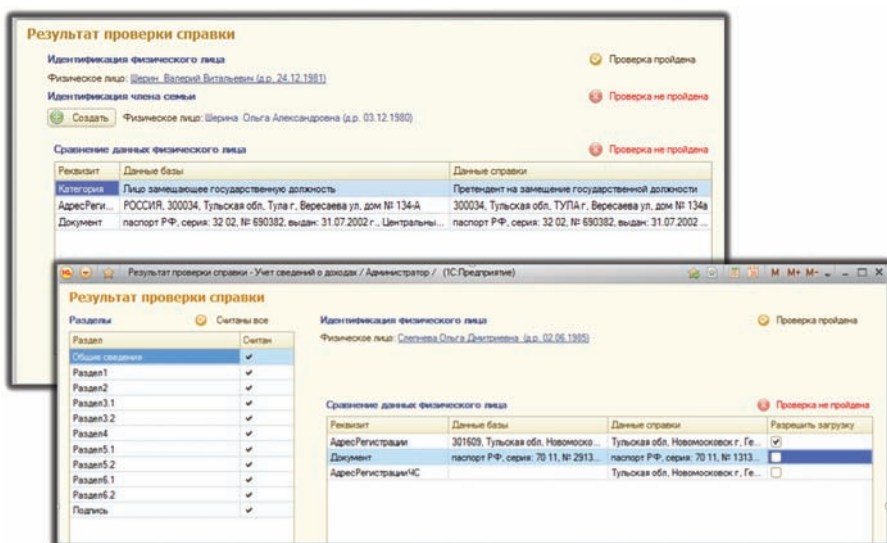 Результат проверки справки
Идентификация физического лица
Проверка пройдена
Физическое лицо: Шерин Валерий Витальевич (д.р. 24.12.1981)
Идентификация члена семьи
Проверка не пройдена
Создать Физическое лицо: Шерина Ольга Александровна (д.р. 03.12.1980)
Сравнение данных физического лица
Проверка не пройдена
Реквизит Данные базы Данные справки
Категория Лицо замещающее государственную должность Претендент на замещение государственной должности
АдресРеги... РОССИЯ, 300034, Тульская обл, Тула г, Вересаева ул, дом № 134-А 300034, Тульская обл, ТУЛА г, Вересаева ул, дом № 134а
Документ паспорт РФ, серия: 32 02, № 690382, выдан: 31.07.2002 г., Центральны... паспорт РФ, серия: 32 02, № 690382, выдан: 31.07.2002 ...
Результат проверки справки - Учет сведений о доходах / Администратор / (1С:Предприятие)
M M+ M-
Результат проверки справки
Разделы Считаны все
Раздел Считан
Общие сведения
Раздел1
Раздел2
Раздел3.1
Раздел3.2
Раздел4
Раздел5.1
Раздел5.2
Раздел6.1
Раздел6.2
Подпись
Идентификация физического лица
Проверка пройдена
Физическое лицо: Слепнева Ольга Дмитриевна (д.р. 02.06.1985)
Сравнение данных физического лица
Проверка не пройдена
Реквизит Данные базы Данные справки Разрешить загрузку
АдресРегистрации 301609, Тульская обл, Новомоско... Тульская обл, Новомосковск г, Ге...
Документ паспорт РФ, серия: 70 11, № 2913... паспорт РФ, серия: 70 11, № 1313...
АдресРегистрацииЧС Тульская обл, Новомосковск г, Ге...